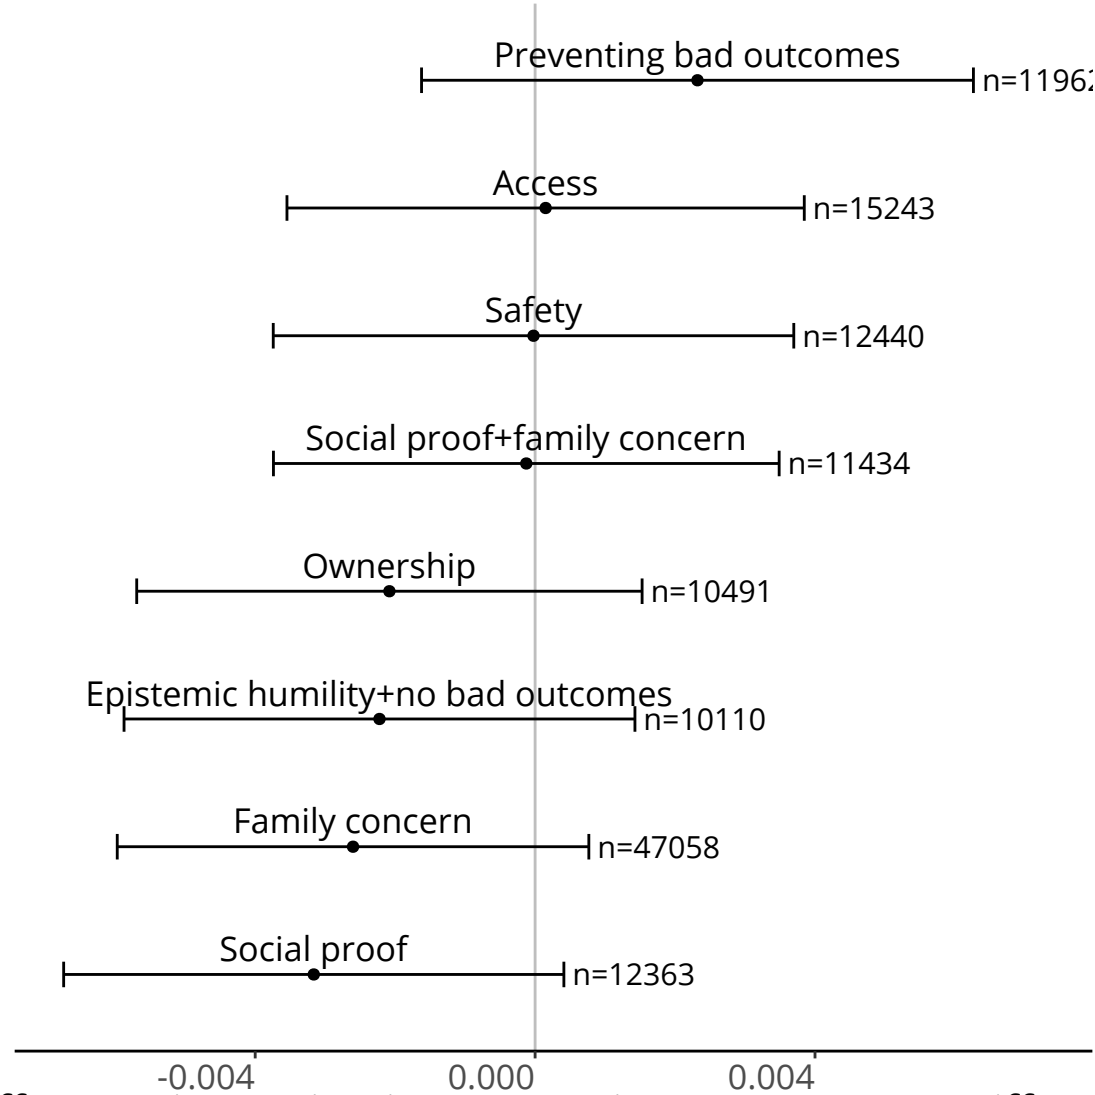 Preventing bad outcomes
n=11962
Access
n=15243
Safety
n=12440
Social proof+family concern
n=11434
Ownership
n=10491
Epistemic humility+no bad outcomes
n=10110
Family concern
n=47058
Social proof
n=12363
-0.004 0.000 0.004